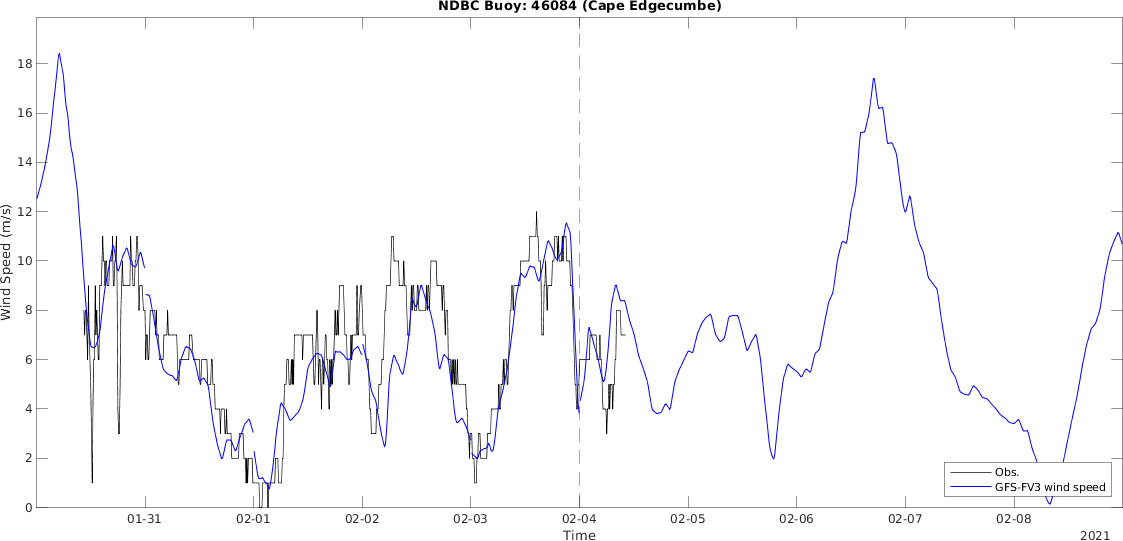 NDBC Buoy: 46084 (Cape Edgecumbe)
18
16
14
12
10
8
6
4
2
0
Wind Speed (m/s)
01-31 02-01 02-02 02-03 02-04 02-05 02-06 02-07 02-08
Time
2021
Obs.
GFS-FV3 wind speed